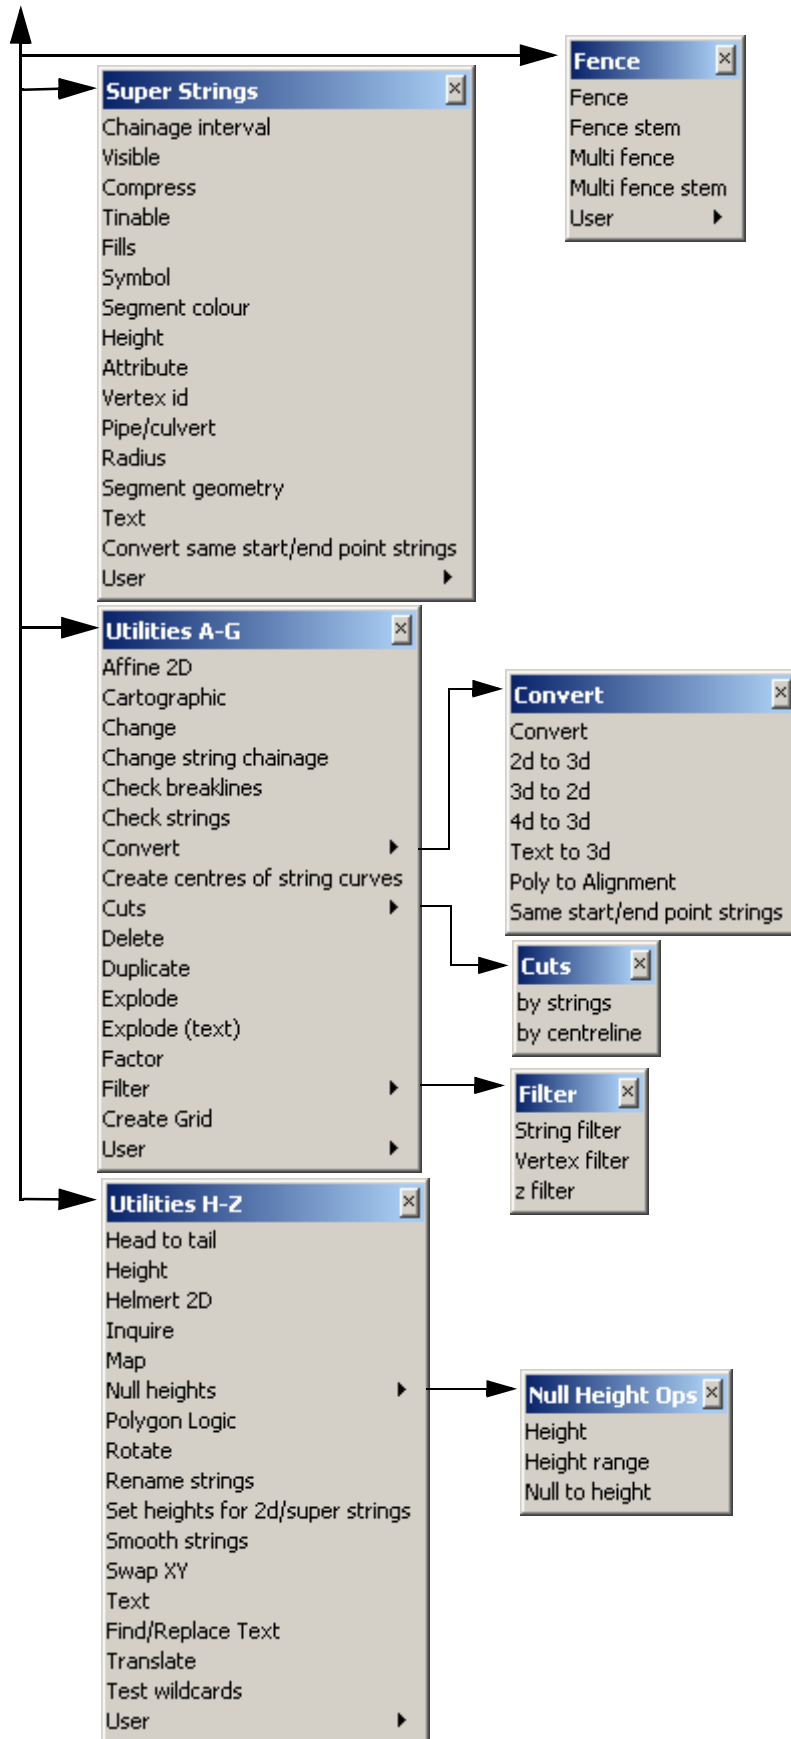 Fence
Fence
Fence stem
Multi fence
Multi fence stem
User
Super Strings
Chainage interval
Visible
Compress
Tinable
Fills
Symbol
Segment colour
Height
Attribute
Vertex id
Pipe/culvert
Radius
Segment geometry
Text
Convert same start/end point strings
User
Utilities A-G
Affine 2D
Cartographic
Change
Change string chainage
Check breaklines
Check strings
Convert
Create centres of string curves
Cuts
Delete
Duplicate
Explode
Explode (text)
Factor
Filter
Create Grid
User
Convert
Convert
2d to 3d
3d to 2d
4d to 3d
Text to 3d
Poly to Alignment
Same start/end point strings
Cuts
by strings
by centreline
Filter
String filter
Vertex filter
z filter
Utilities H-Z
Head to tail
Height
Helmert 2D
Inquire
Map
Null heights
Polygon Logic
Rotate
Rename strings
Set heights for 2d/super strings
Smooth strings
Swap XY
Text
Find/Replace Text
Translate
Test wildcards
User
Null Height Ops
Height
Height range
Null to height